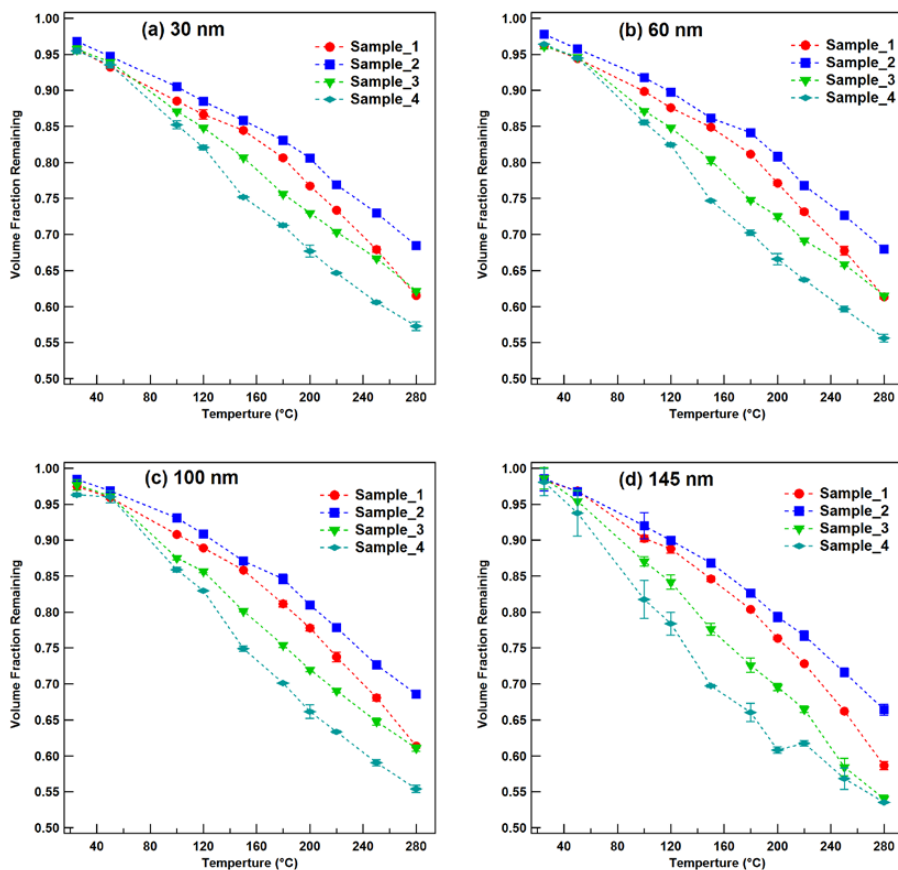 (a) 30 nm
Sample_1
Sample_2
Sample_3
Sample_4
1.00
0.95
0.90
0.85
0.80
0.75
0.70
0.65
0.60
0.55
0.50
Volume Fraction Remaining
40 80 120 160 200 240 280
Temperture (°C)
(b) 60 nm
Sample_1
Sample_2
Sample_3
Sample_4
1.00
0.95
0.90
0.85
0.80
0.75
0.70
0.65
0.60
0.55
0.50
Volume Fraction Remaining
40 80 120 160 200 240 280
Temperture (°C)
(c) 100 nm
Sample_1
Sample_2
Sample_3
Sample_4
1.00
0.95
0.90
0.85
0.80
0.75
0.70
0.65
0.60
0.55
0.50
Volume Fraction Remaining
40 80 120 160 200 240 280
Temperture (°C)
(d) 145 nm
Sample_1
Sample_2
Sample_3
Sample_4
1.00
0.95
0.90
0.85
0.80
0.75
0.70
0.65
0.60
0.55
0.50
Volume Fraction Remaining
40 80 120 160 200 240 280
Temperture (°C)